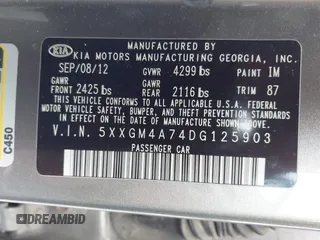 KIA
MANUFACTURED BY
KIA MOTORS MANUFACTURING GEORGIA, INC.
SEP/08/12 GVWR 4299 lbs PAINT IM
GAWR FRONT 2425 lbs GAWR REAR 2116 lbs TRIM 87
THIS VEHICLE CONFORMS TO ALL APPLICABLE FEDERAL
MOTOR VEHICLE SAFETY, BUMPER, AND THEFT PREVENTION
STANDARDS IN EFFECT ON THE DATE OF MANUFACTURE SHOWN ABOVE.
V.I.N. 5XXGM4A74DG125903
PASSENGER CAR
C450
DREAMBID